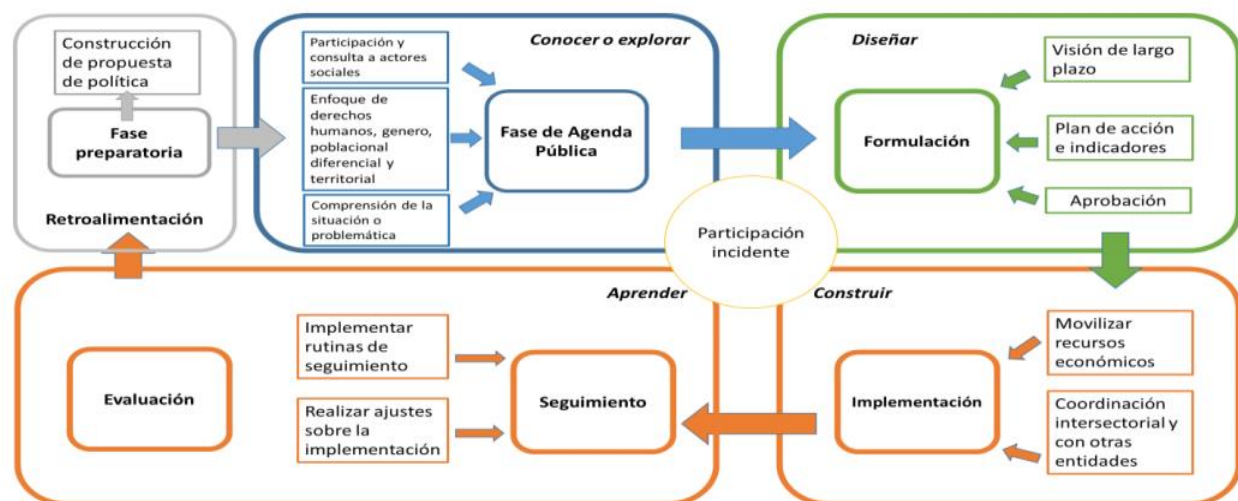 Construcción
de propuesta
de política
Fase
preparatoria
Retroalimentación
Conocer o explorar
Participación y
consulta a actores
sociales
Enfoque de
derechos
humanos, genero,
poblacional
diferencial y
territorial
Comprensión de la
situación o
problemática
Fase de Agenda
Pública
Diseñar
Formulación
Visión de largo
plazo
Plan de acción
e indicadores
Aprobación
Participación
incidente
Aprender
Evaluación
Implementar
rutinas de
seguimiento
Realizar ajustes
sobre la
implementación
Seguimiento
Construir
Implementación
Movilizar
recursos
económicos
Coordinación
intersectorial y
con otras
entidades